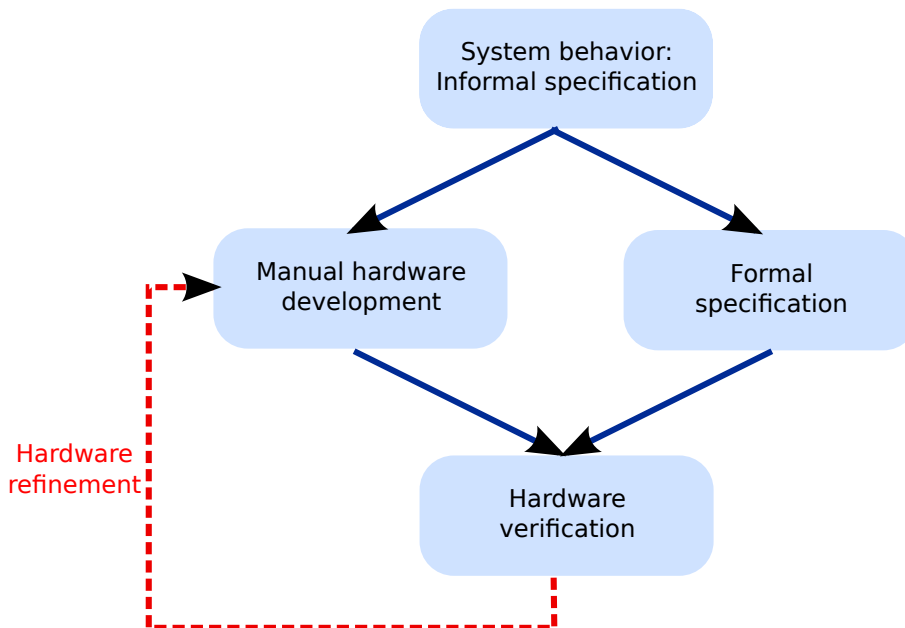 System behavior:
Informal specification
Manual hardware
development
Formal
specification
Hardware
refinement
Hardware
verification